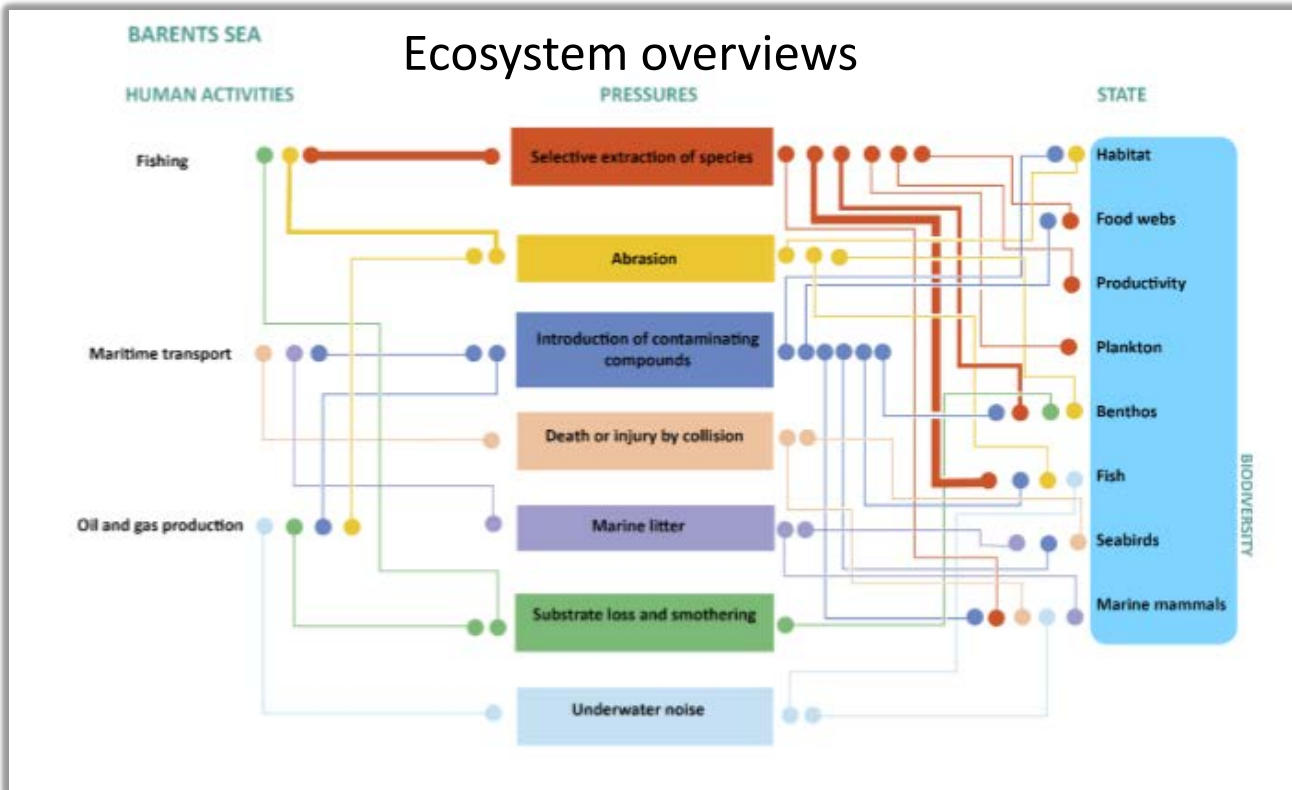 BARENTS SEA
Ecosystem overviews
HUMAN ACTIVITIES
PRESSURES
STATE
Fishing
Selective extraction of species
Habitat
Food webs
Abrasion
Productivity
Maritime transport
Introduction of contaminating
compounds
Plankton
Benthos
Death or injury by collision
Fish
Oil and gas production
Marine litter
Seabirds
BIODIVERSITY
Substrate loss and smothering
Marine mammals
Underwater noise